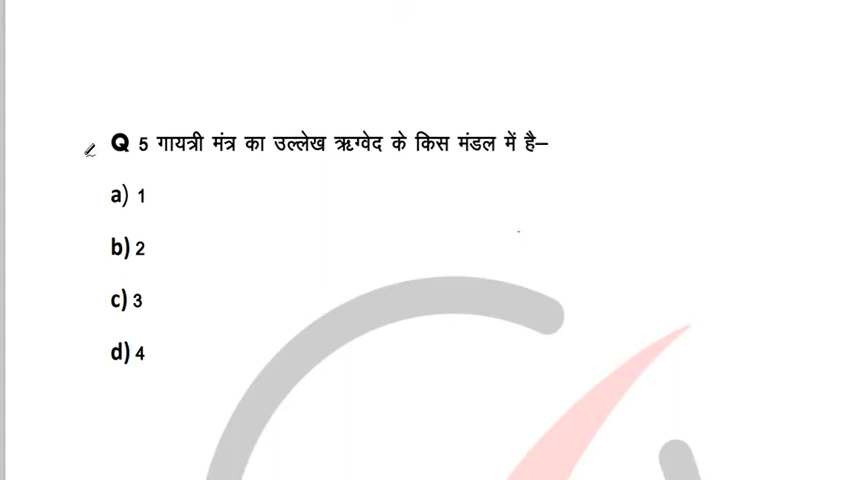 Q 5 गायत्री मंत्र का उल्लेख ऋग्वेद के किस मंडल में है–
a) 1
b) 2
c) 3
d) 4